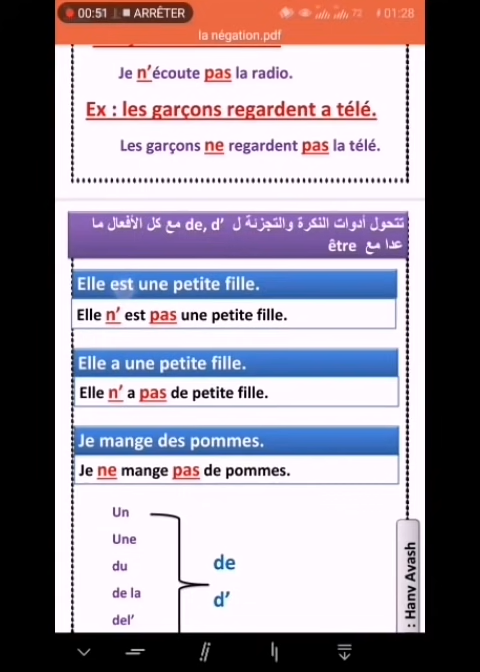 00:51 ARRÊTER 72 01:28
la négation.pdf
Je n'écoute pas la radio.
Ex : les garçons regardent a télé.
Les garçons ne regardent pas la télé.
تتحول أدوات النكرة والتجزئة ل de, d' مع كل الأفعال ما
عدا مع être
Elle est une petite fille.
Elle n' est pas une petite fille.
Elle a une petite fille.
Elle n' a pas de petite fille.
Je mange des pommes.
Je ne mange pas de pommes.
Un
Une
du
de la
del'
de
d'
: Hany Ayash